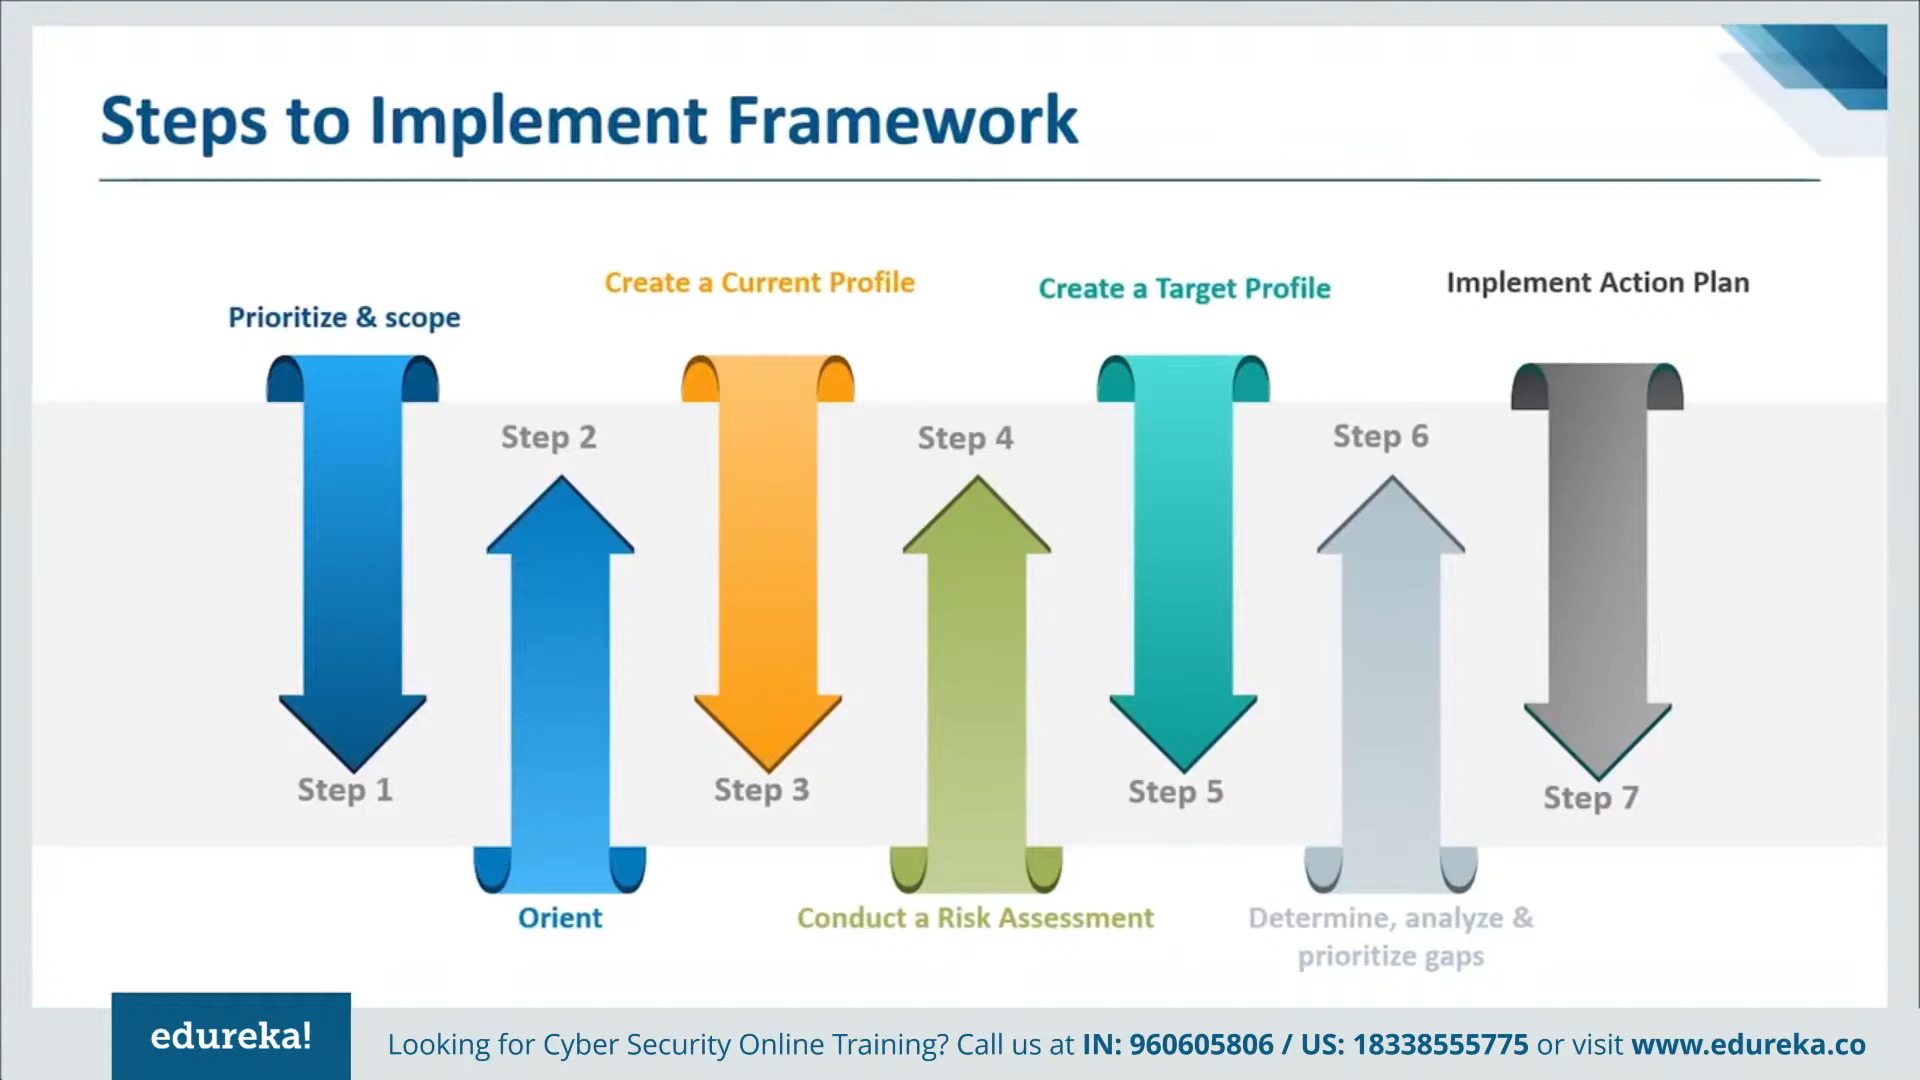 Steps to Implement Framework
Prioritize & scope
Create a Current Profile
Create a Target Profile
Implement Action Plan
Step 2
Step 4
Step 6
Step 1
Step 3
Step 5
Step 7
Orient
Conduct a Risk Assessment
Determine, analyze &
prioritize gaps
edureka!
Looking for Cyber Security Online Training? Call us at IN: 960605806 / US: 18338555775 or visit www.edureka.co